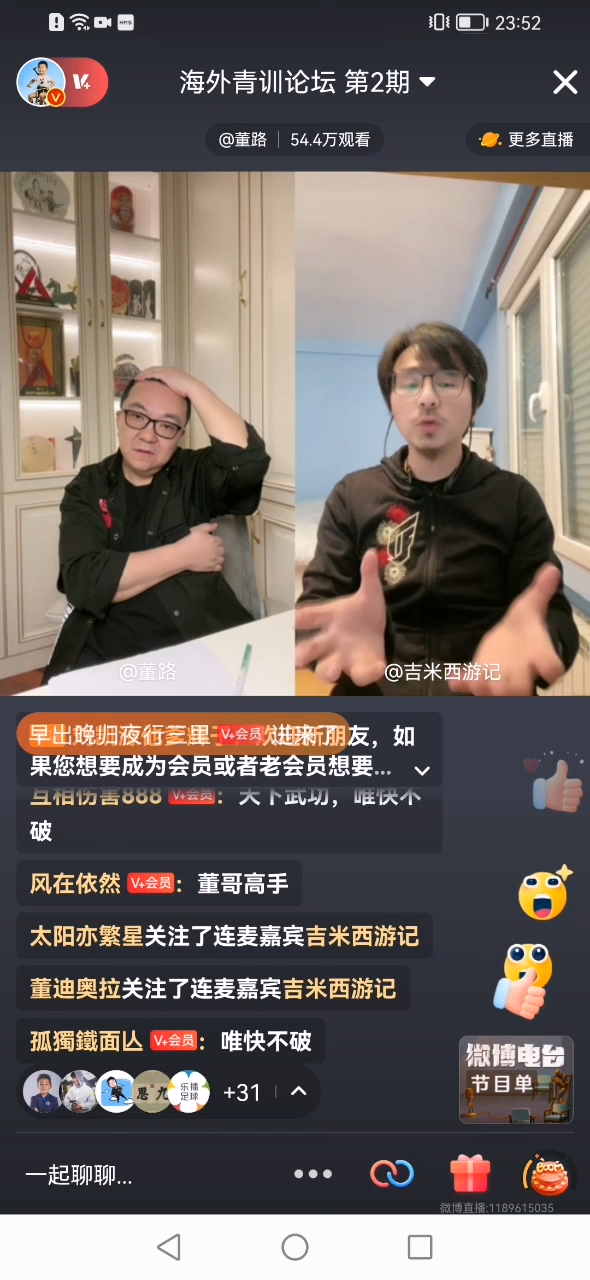 23:52
V4
海外青训论坛 第2期
@董路 54.4万观看
更多直播
@董路
@吉米西游记
早出晚归夜行三里 V+会员 进来了
朋友，如
果您想要成为会员或者老会员想要...
互相伤害888 V+会员： 天下武功，唯快不
破
风在依然 V+会员： 董哥高手
太阳亦繁星关注了连麦嘉宾吉米西游记
董迪奥拉关注了连麦嘉宾吉米西游记
孤獨鐵面亾 V+会员： 唯快不破
思 九
乐播
足球
+31
微博电台
节目单
一起聊聊...
微博直播:1189615035